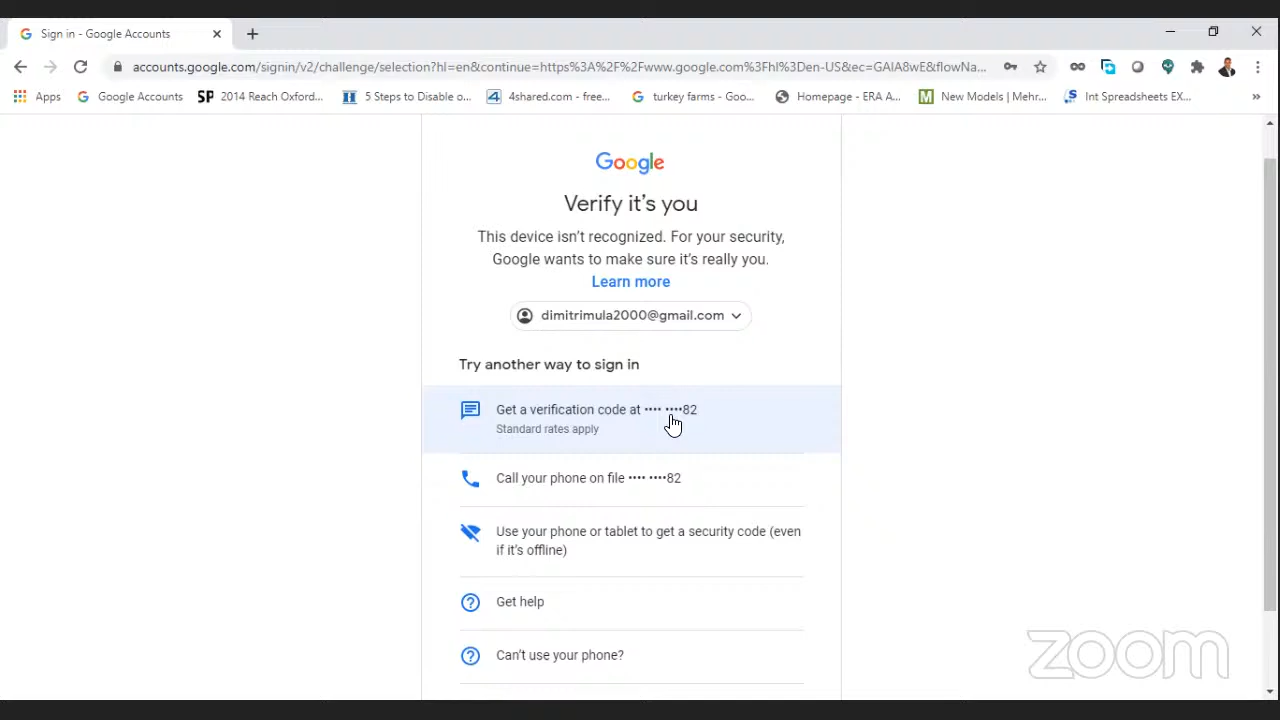 Sign in - Google Accounts
accounts.google.com/signin/v2/challenge/selection?hl=en&continue=https%3A%2F%2Fwww.google.com%3Fhl%3Den-US&ec=GAlA8wE&flowNa...
Apps Google Accounts 2014 Reach Oxford... 5 Steps to Disable o... 4shared.com - free... turkey farms - Goo... Homepage - ERA A... New Models | Mehr... Int Spreadsheets EX... »
Google
Verify it's you
This device isn't recognized. For your security,
Google wants to make sure it's really you.
Learn more
dimitrimula2000@gmail.com
Try another way to sign in
Get a verification code at •••• ••••82
Standard rates apply
Call your phone on file •••• ••••82
Use your phone or tablet to get a security code (even
if it's offline)
Get help
Can't use your phone?
zoom